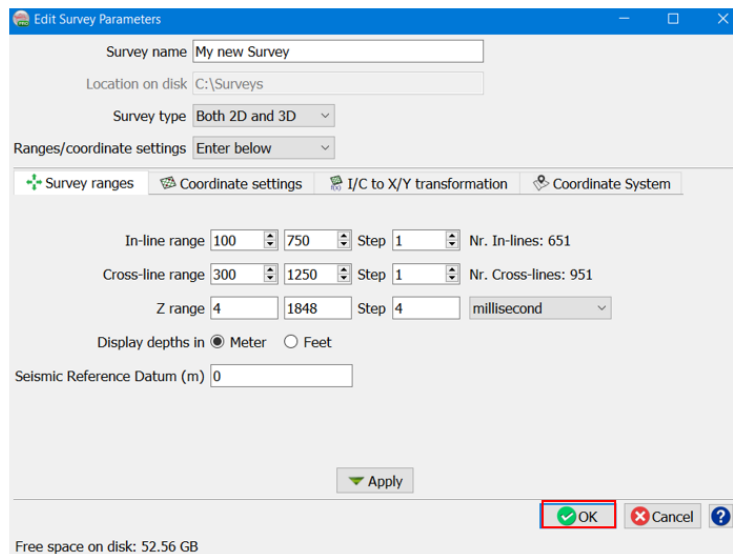 Edit Survey Parameters
Survey name My new Survey
Location on disk C:\Surveys
Survey type Both 2D and 3D
Ranges/coordinate settings Enter below
Survey ranges Coordinate settings I/C to X/Y transformation Coordinate System
In-line range 100 750 Step 1 Nr. In-lines: 651
Cross-line range 300 1250 Step 1 Nr. Cross-lines: 951
Z range 4 1848 Step 4 millisecond
Display depths in Meter Feet
Seismic Reference Datum (m) 0
Apply
OK Cancel ?
Free space on disk: 52.56 GB